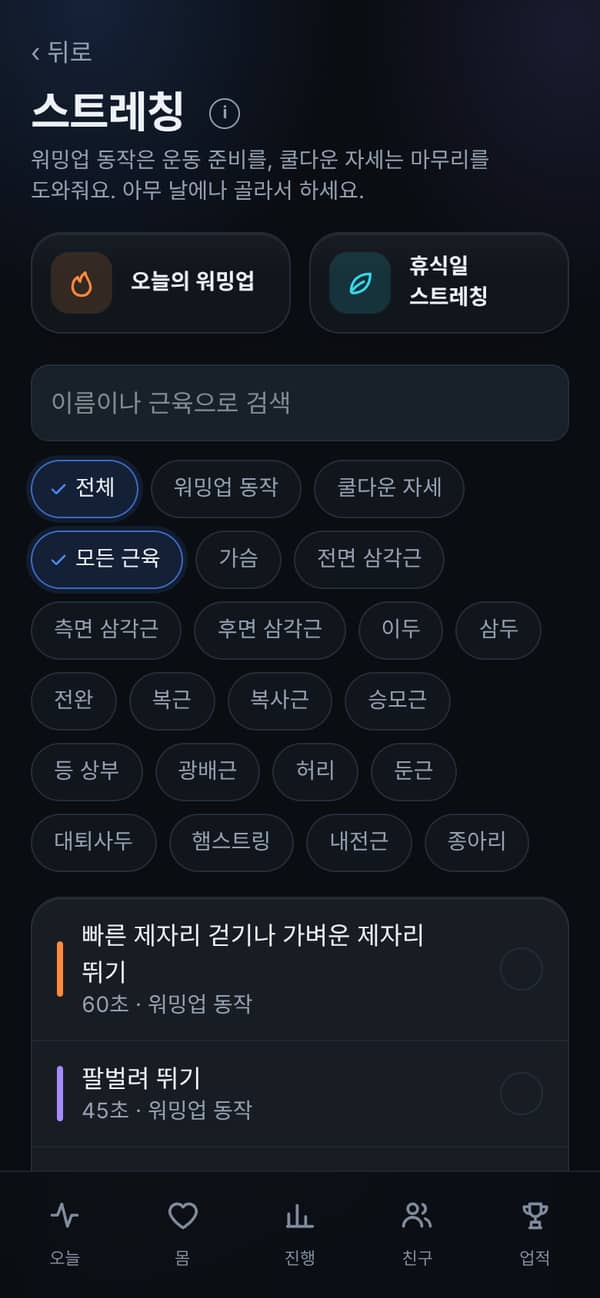 ‹ 뒤로
스트레칭 i
워밍업 동작은 운동 준비를, 쿨다운 자세는 마무리를
도와줘요. 아무 날에나 골라서 하세요.
오늘의 워밍업
휴식일
스트레칭
이름이나 근육으로 검색
전체 워밍업 동작 쿨다운 자세
모든 근육 가슴 전면 삼각근
측면 삼각근 후면 삼각근 이두 삼두
전완 복근 복사근 승모근
등 상부 광배근 허리 둔근
대퇴사두 햄스트링 내전근 종아리
빠른 제자리 걷기나 가벼운 제자리
뛰기
60초 · 워밍업 동작
팔벌려 뛰기
45초 · 워밍업 동작
오늘 몸 진행 친구 업적